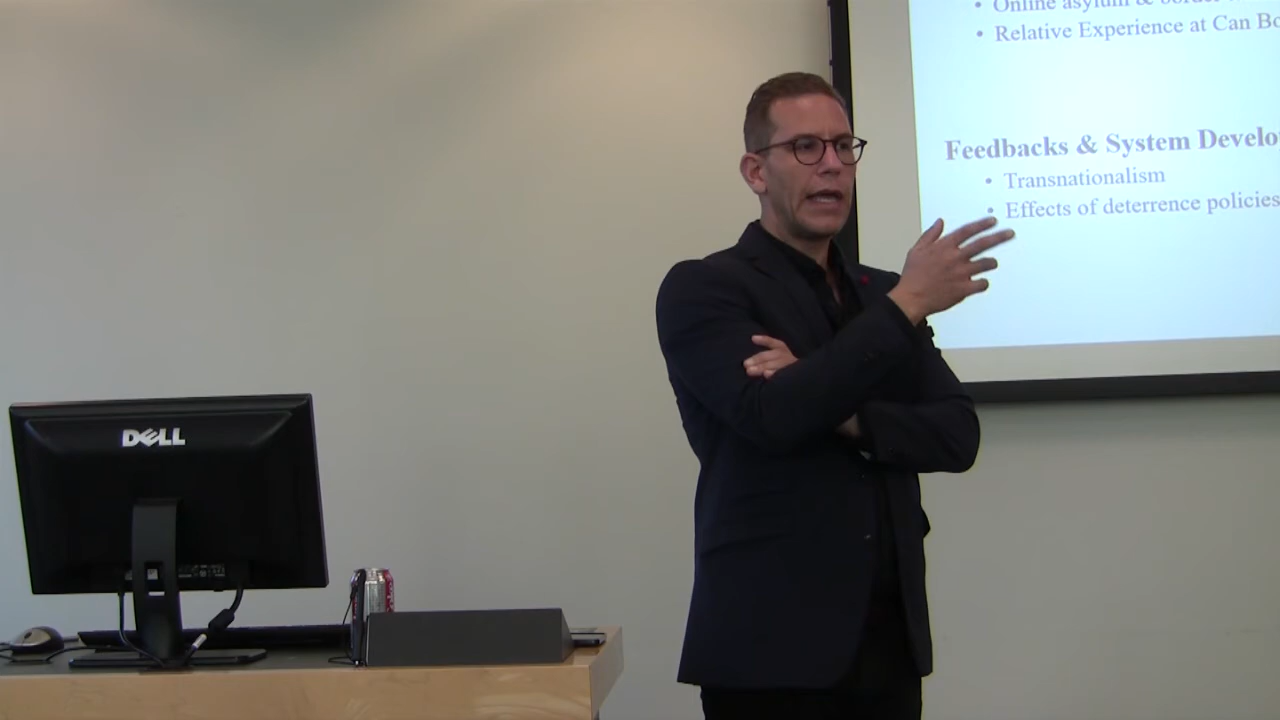 • Online asylum & border
• Relative Experience at Can Bo
Feedbacks & System Develo
• Transnationalism
• Effects of deterrence policies
DELL